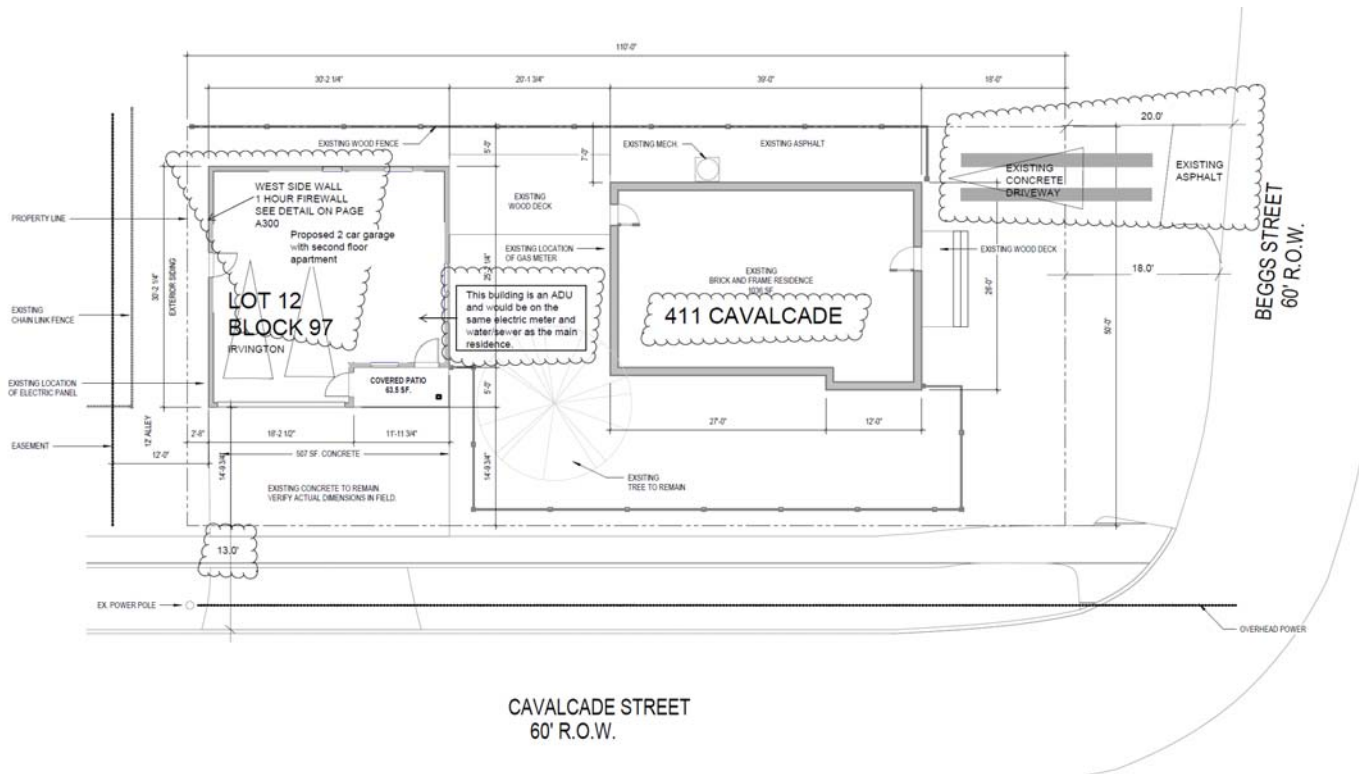 110'-0"
30'-2 1/4"
20'-1 3/4"
39'-0"
18'-0"
20.0'
EXISTING WOOD FENCE
5'-0"
7'-0"
EXISTING MECH.
EXISTING ASPHALT
EXISTING
CONCRETE
DRIVEWAY
EXISTING
ASPHALT
WEST SIDE WALL
1 HOUR FIREWALL
SEE DETAIL ON PAGE
A300
Proposed 2 car garage
with second floor
apartment
PROPERTY LINE
EXISTING
WOOD DECK
EXISTING LOCATION
OF GAS METER
EXISTING WOOD DECK
BEGGS STREET
60' R.O.W.
18.0'
30'-2 1/4"
EXTERIOR SIDING
LOT 12
BLOCK 97
IRVINGTON
This building is an ADU
and would be on the
same electric meter and
water/sewer as the main
residence.
EXISTING
BRICK AND FRAME RESIDENCE
1036 SF.
411 CAVALCADE
26'-0"
50'-0"
EXISTING
CHAIN LINK FENCE
EXISTING LOCATION
OF ELECTRIC PANEL
COVERED PATIO
63.5 SF.
5'-0"
27'-0"
12'-0"
EASEMENT
12' ALLEY
12'-0"
2'-8"
18'-2 1/2"
11'-11 3/4"
14'-9 3/4"
507 SF. CONCRETE
14'-9 3/4"
EXISTING CONCRETE TO REMAIN
VERIFY ACTUAL DIMENSIONS IN FIELD.
EXSITING
TREE TO REMAIN
13.0'
EX. POWER POLE
OVERHEAD POWER
CAVALCADE STREET
60' R.O.W.